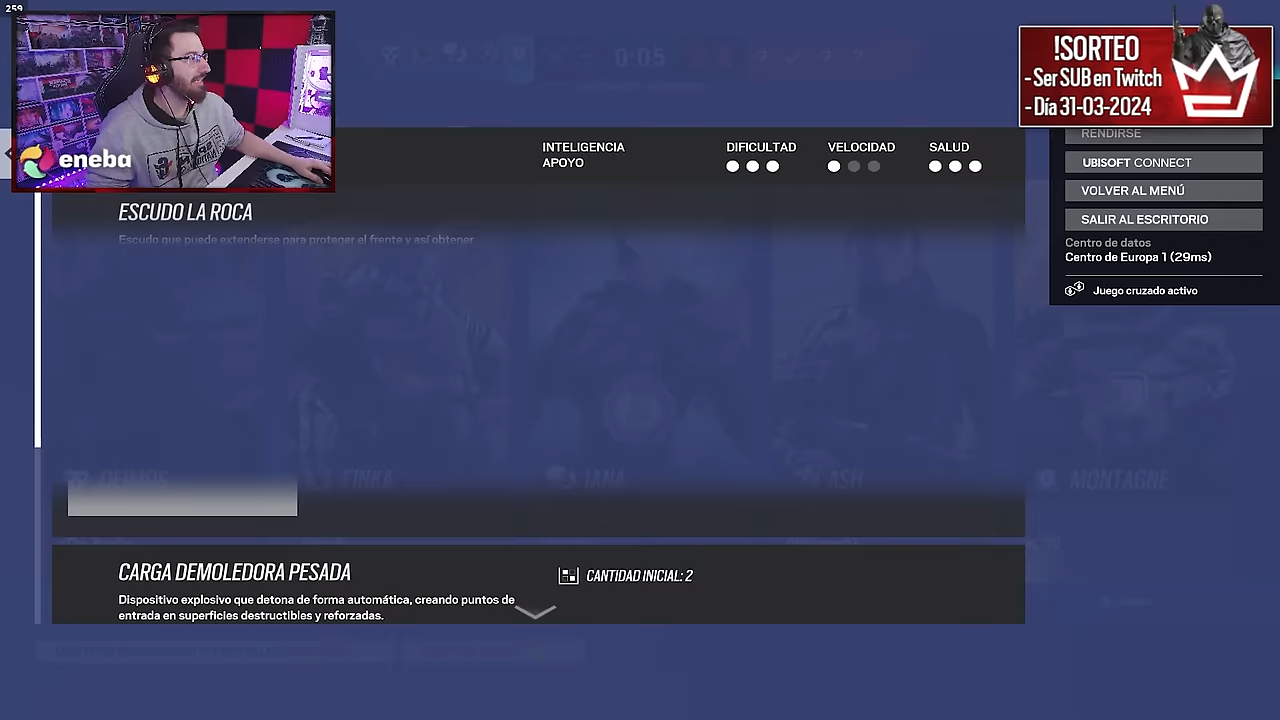 259
eneba
!SORTEO
-Ser SUB en Twitch
-Día 31-03-2024
0:05
INTELIGENCIA
APOYO
DIFICULTAD
VELOCIDAD
SALUD
ESCUDO LA ROCA
Escudo que puede extenderse para proteger el frente y así obtener
DEIMOS
FINKA
IANA
ASH
MONTAGNE
CARGA DEMOLEDORA PESADA
CANTIDAD INICIAL: 2
Dispositivo explosivo que detona de forma automática, creando puntos de
entrada en superficies destructibles y reforzadas.
RENDIRSE
UBISOFT CONNECT
VOLVER AL MENÚ
SALIR AL ESCRITORIO
Centro de datos
Centro de Europa 1 (29ms)
Juego cruzado activo